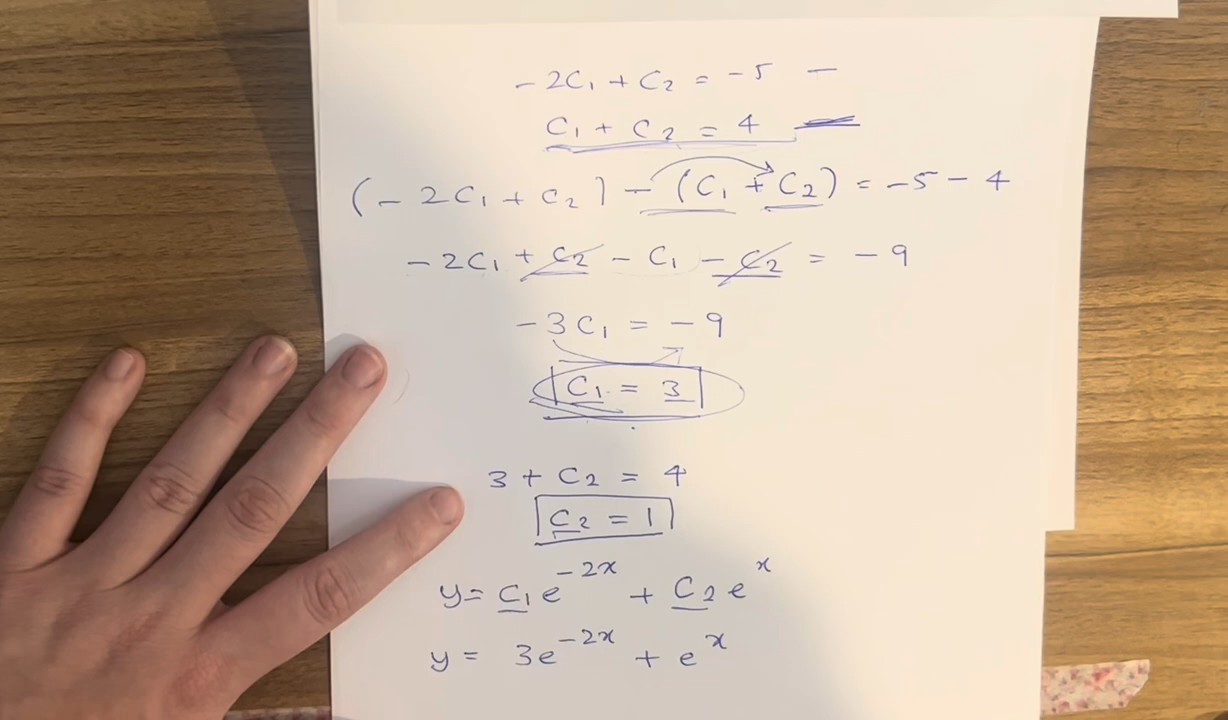 - 2C₁ + C₂ = -5 —
C₁ + C₂ = 4
(- 2C₁ + C₂) - (C₁ + C₂) = -5 - 4
- 2C₁ + C₂ - C₁ - C₂ = - 9
- 3C₁ = - 9
C₁ = 3
3 + C₂ = 4
C₂ = 1
y = C₁e^{-2x} + C₂e^{x}
y = 3e^{-2x} + e^{x}